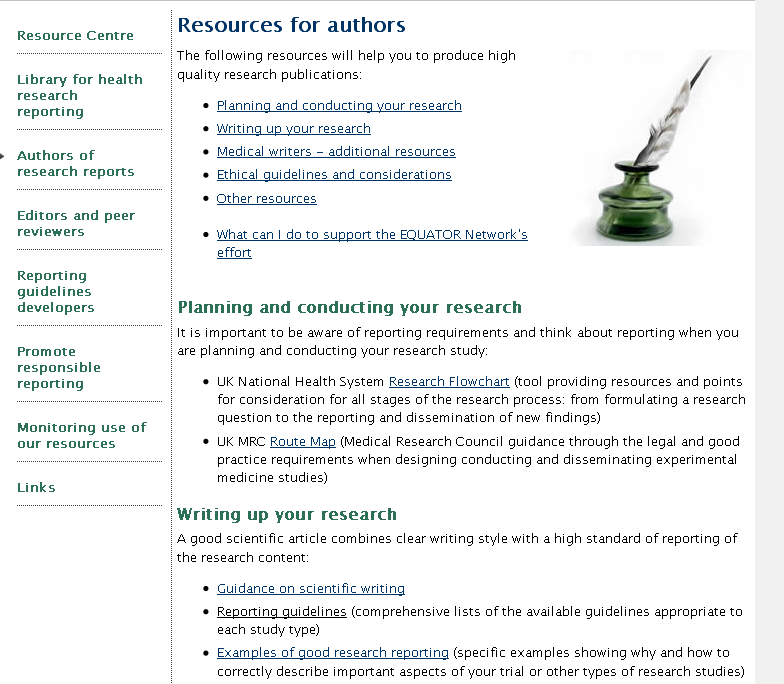 Resource Centre
Library for health
research
reporting
Authors of
research reports
Editors and peer
reviewers
Reporting
guidelines
developers
Promote
responsible
reporting
Monitoring use of
our resources
Links
Resources for authors
The following resources will help you to produce high
quality research publications:
• Planning and conducting your research
• Writing up your research
• Medical writers – additional resources
• Ethical guidelines and considerations
• Other resources
• What can I do to support the EQUATOR Network's
effort
Planning and conducting your research
It is important to be aware of reporting requirements and think about reporting when you
are planning and conducting your research study:
• UK National Health System Research Flowchart (tool providing resources and points
for consideration for all stages of the research process: from formulating a research
question to the reporting and dissemination of new findings)
• UK MRC Route Map (Medical Research Council guidance through the legal and good
practice requirements when designing conducting and disseminating experimental
medicine studies)
Writing up your research
A good scientific article combines clear writing style with a high standard of reporting of
the research content:
• Guidance on scientific writing
• Reporting guidelines (comprehensive lists of the available guidelines appropriate to
each study type)
• Examples of good research reporting (specific examples showing why and how to
correctly describe important aspects of your trial or other types of research studies)